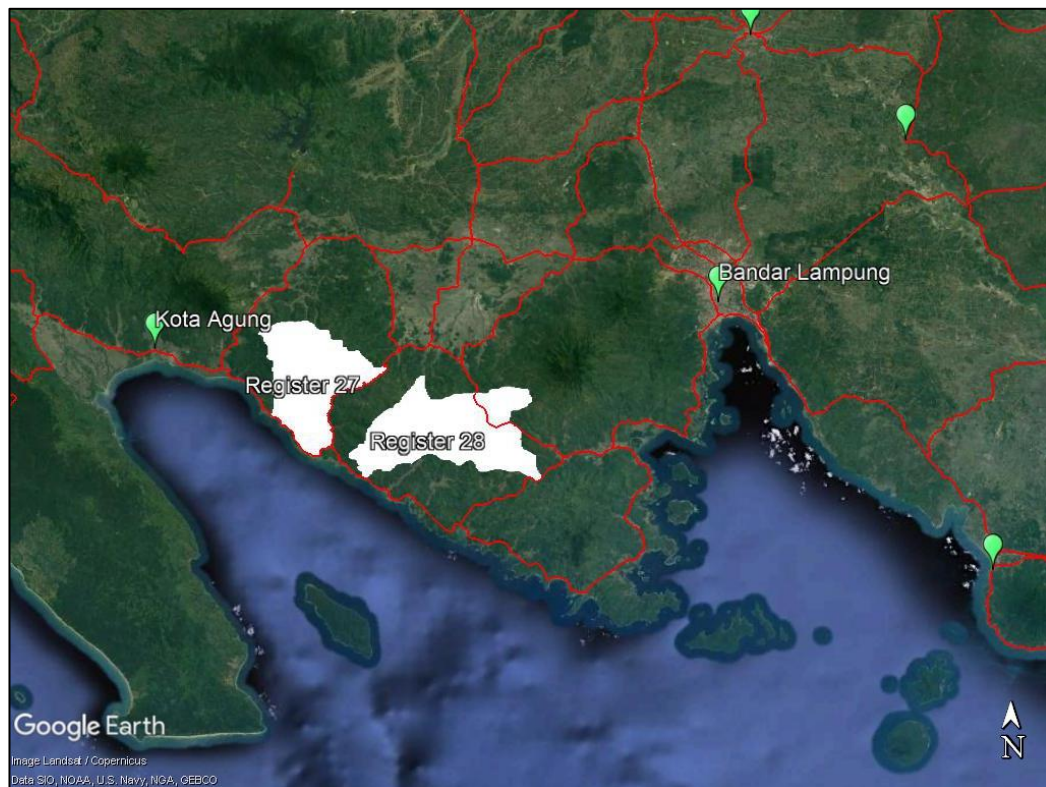 Bandar Lampung
Kota Agung
Register 27
Register 28
Google Earth
N
Image Landsat / Copernicus
Data SIO, NOAA, U.S. Navy, NGA, GEBCO